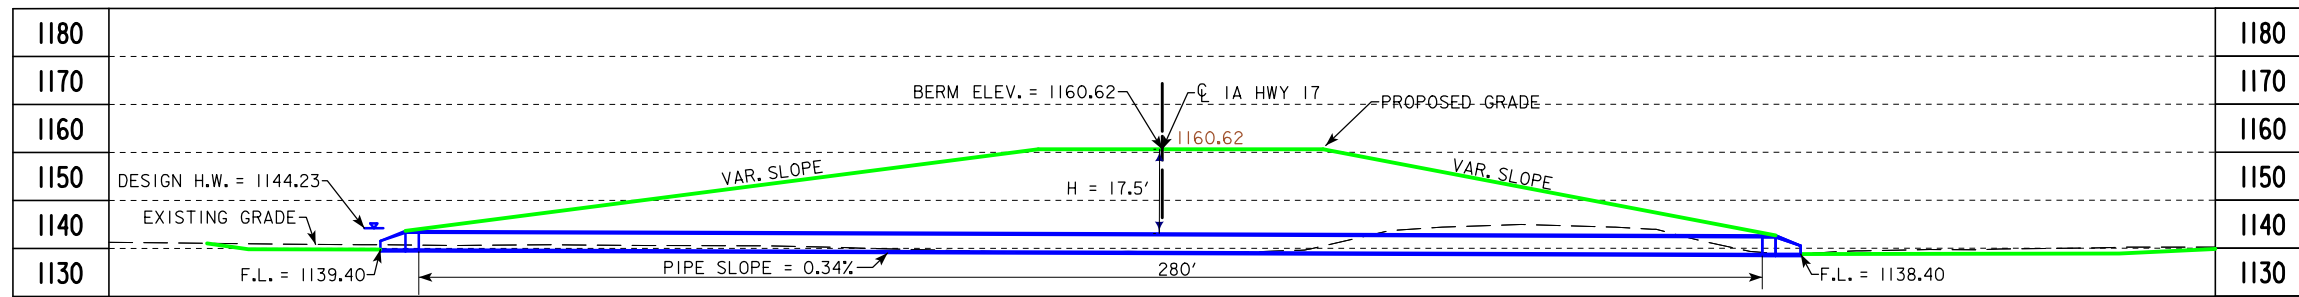 1180
1180
1170
1170
BERM ELEV. = 1160.62
℄ IA HWY 17
PROPOSED GRADE
1160
1160
1160.62
1150
1150
DESIGN H.W. = 1144.23
VAR. SLOPE
H = 17.5'
VAR. SLOPE
1140
1140
EXISTING GRADE
1130
1130
F.L. = 1139.40
PIPE SLOPE = 0.34%
280'
F.L. = 1138.40